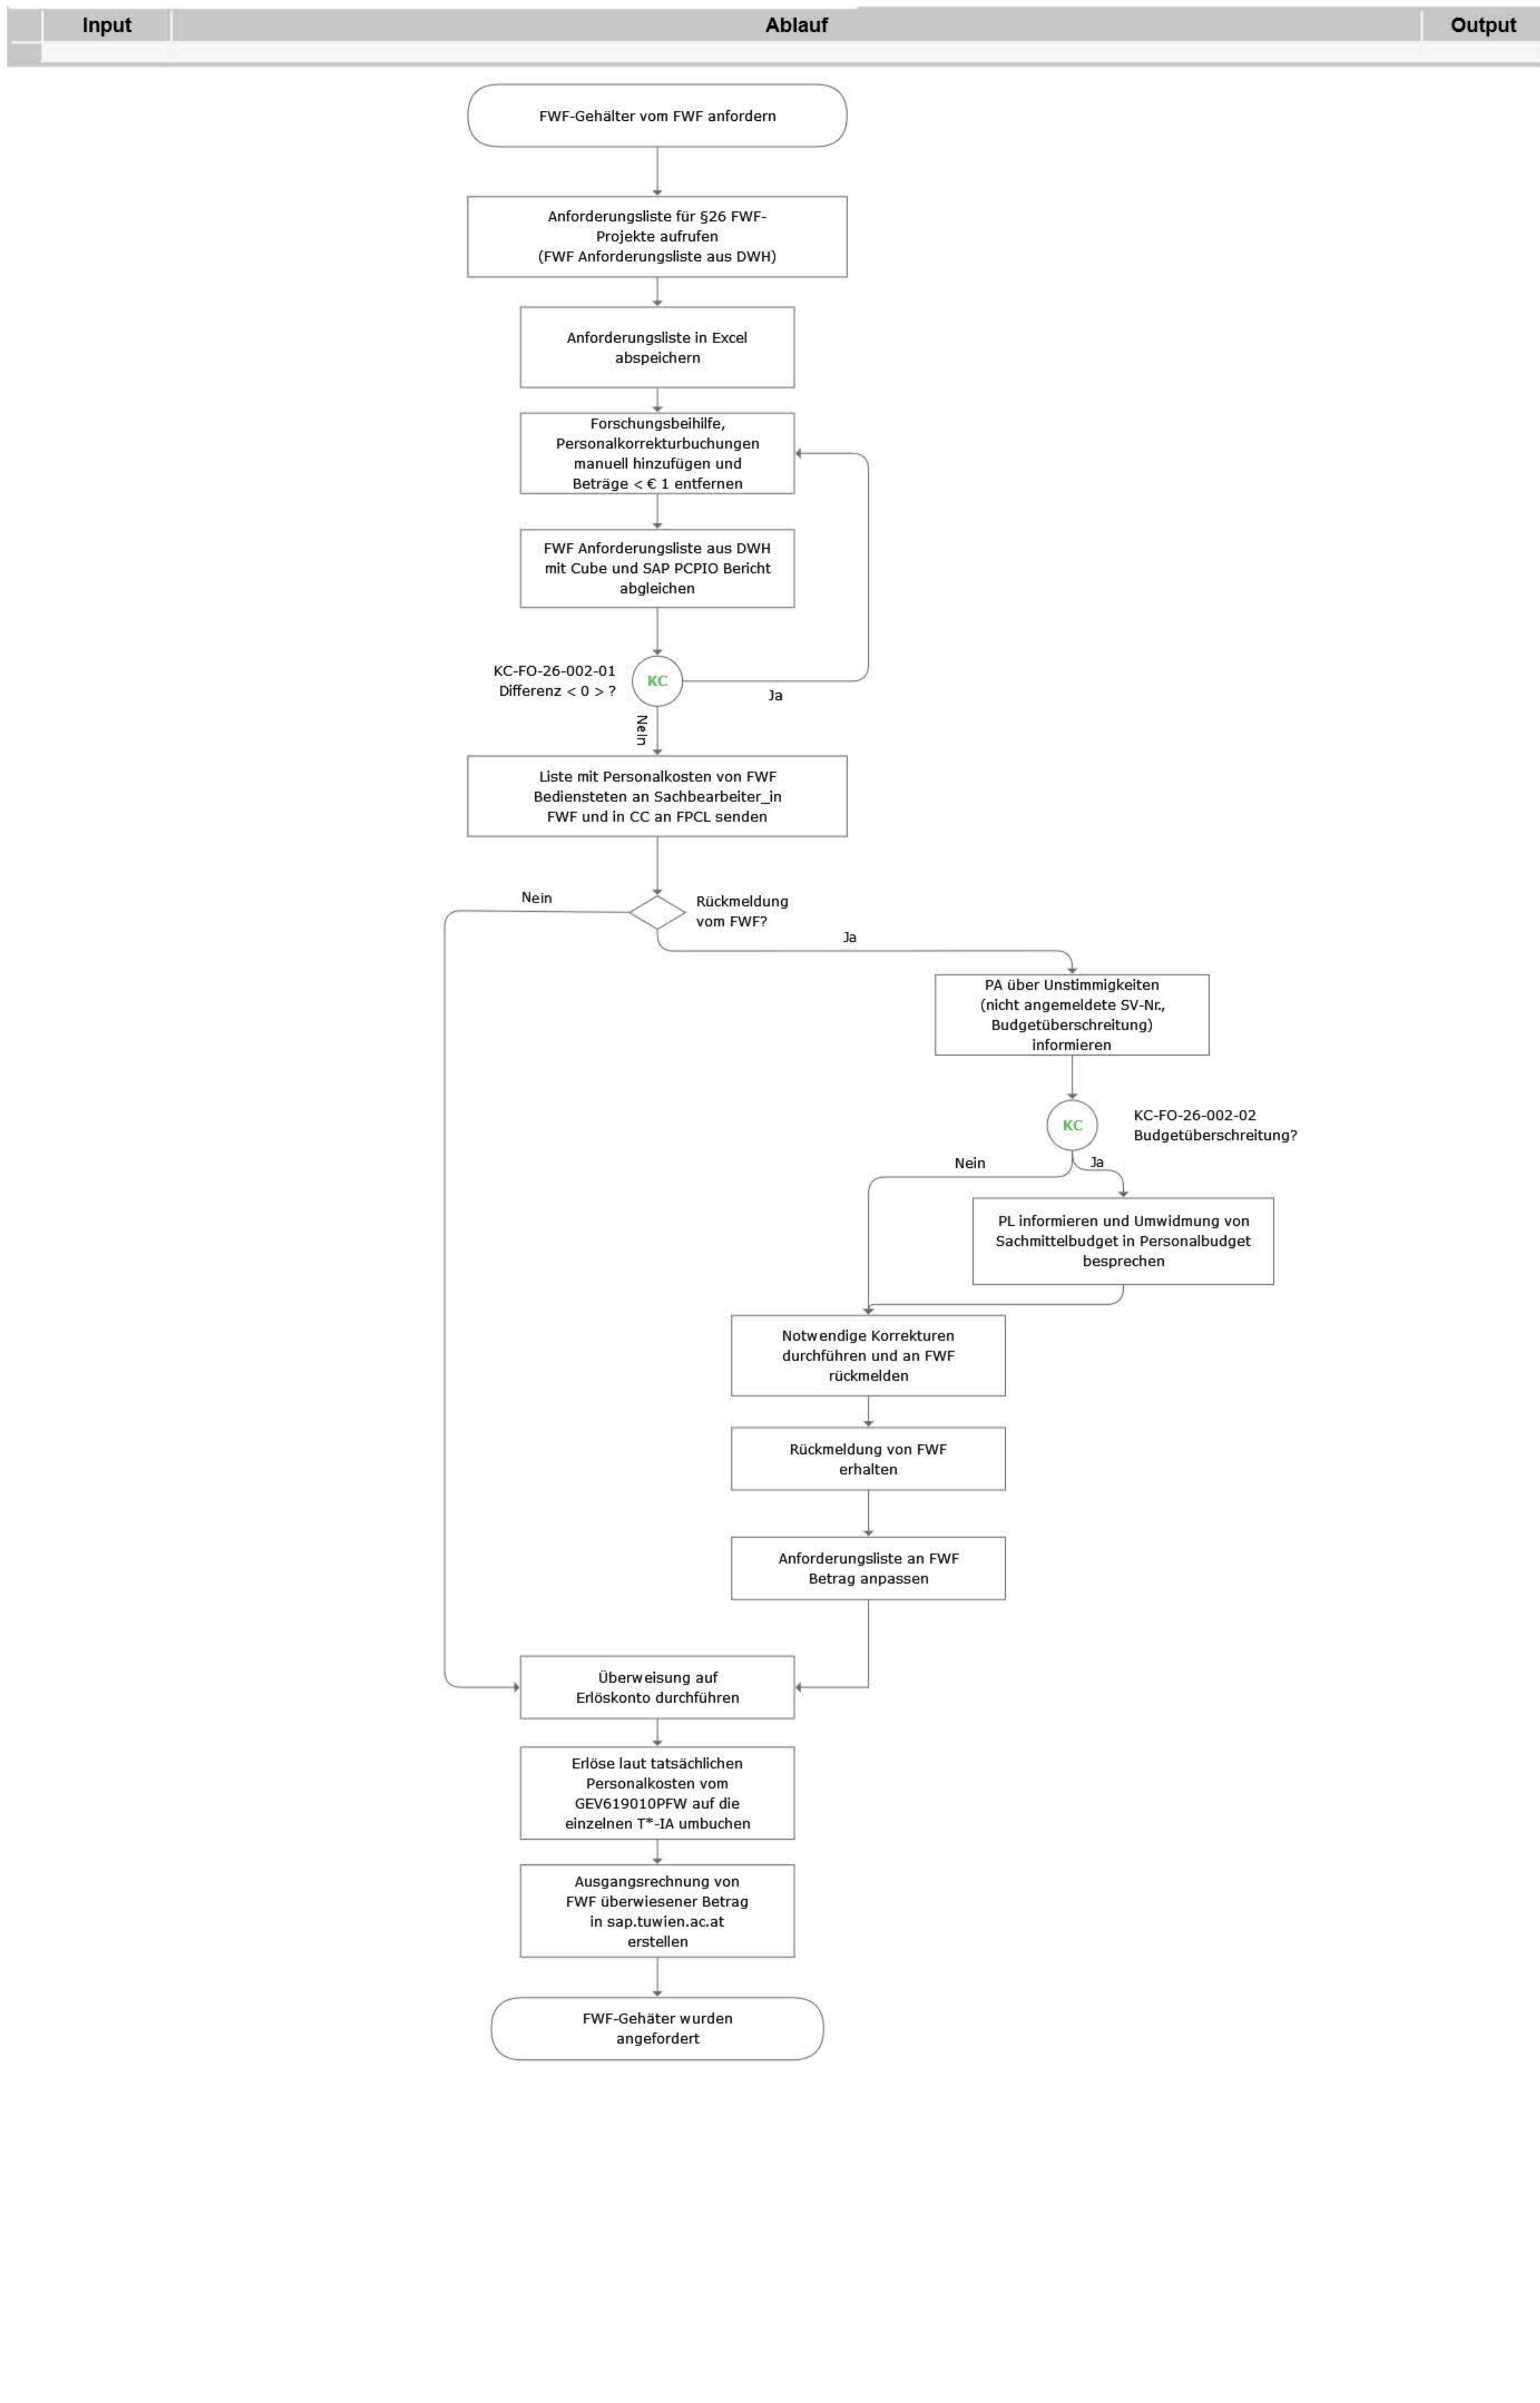 Input
Ablauf
Output
FWF-Gehälter vom FWF anfordern
Anforderungsliste für §26 FWF-
Projekte aufrufen
(FWF Anforderungsliste aus DWH)
Anforderungsliste in Excel
abspeichern
Forschungsbeihilfe,
Personalkorrekturbuchungen
manuell hinzufügen und
Beträge < € 1 entfernen
FWF Anforderungsliste aus DWH
mit Cube und SAP PCPIO Bericht
abgleichen
KC-FO-26-002-01
Differenz < 0 > ?
KC
Ja
Nein
Liste mit Personalkosten von FWF
Bediensteten an Sachbearbeiter_in
FWF und in CC an FPCL senden
Nein
Rückmeldung
vom FWF?
Ja
PA über Unstimmigkeiten
(nicht angemeldete SV-Nr.,
Budgetüberschreitung)
informieren
KC
KC-FO-26-002-02
Budgetüberschreitung?
Nein
Ja
PL informieren und Umwidmung von
Sachmittelbudget in Personalbudget
besprechen
Notwendige Korrekturen
durchführen und an FWF
rückmelden
Rückmeldung von FWF
erhalten
Anforderungsliste an FWF
Betrag anpassen
Überweisung auf
Erlöskonto durchführen
Erlöse laut tatsächlichen
Personalkosten vom
GEV619010PFW auf die
einzelnen T*-IA umbuchen
Ausgangsrechnung von
FWF überwiesener Betrag
in sap.tuwien.ac.at
erstellen
FWF-Gehäter wurden
angefordert